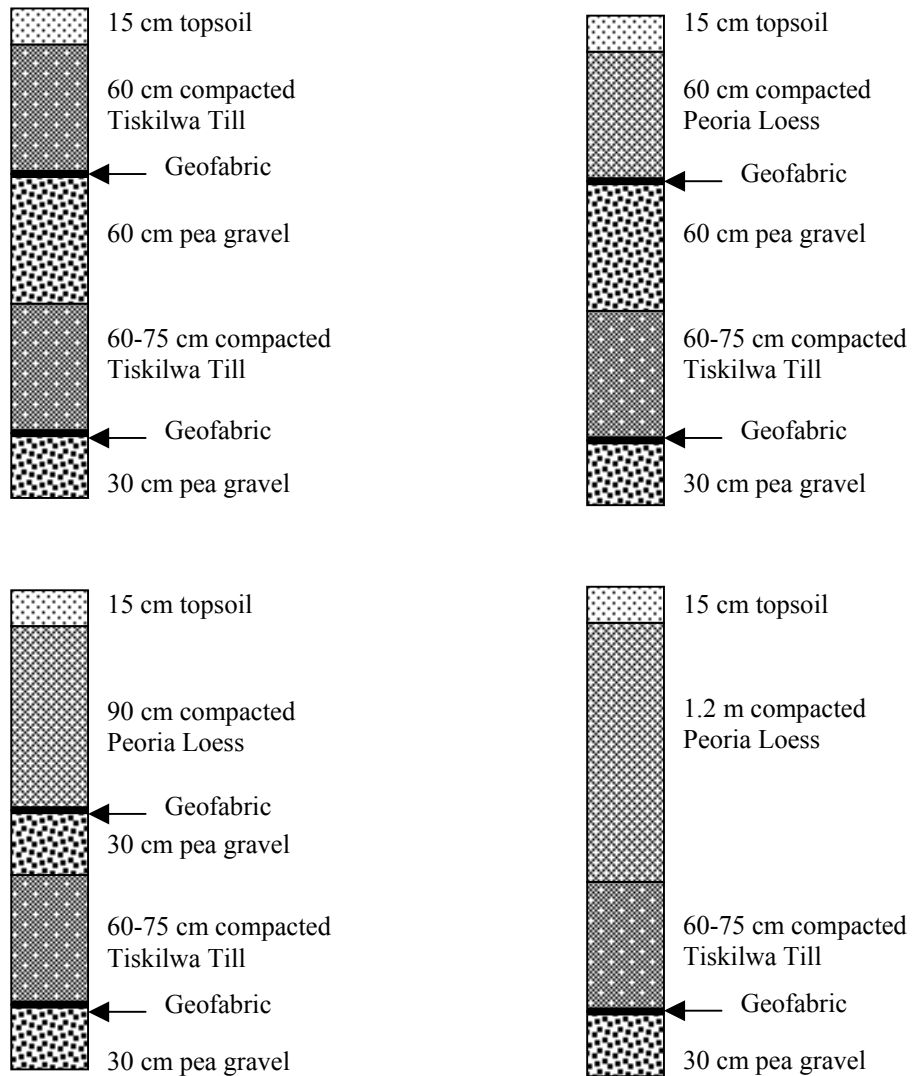 15 cm topsoil
60 cm compacted
Tiskilwa Till
Geofabric
60 cm pea gravel
60-75 cm compacted
Tiskilwa Till
Geofabric
30 cm pea gravel
15 cm topsoil
60 cm compacted
Peoria Loess
Geofabric
60 cm pea gravel
60-75 cm compacted
Tiskilwa Till
Geofabric
30 cm pea gravel
15 cm topsoil
90 cm compacted
Peoria Loess
Geofabric
30 cm pea gravel
60-75 cm compacted
Tiskilwa Till
Geofabric
30 cm pea gravel
15 cm topsoil
1.2 m compacted
Peoria Loess
60-75 cm compacted
Tiskilwa Till
Geofabric
30 cm pea gravel